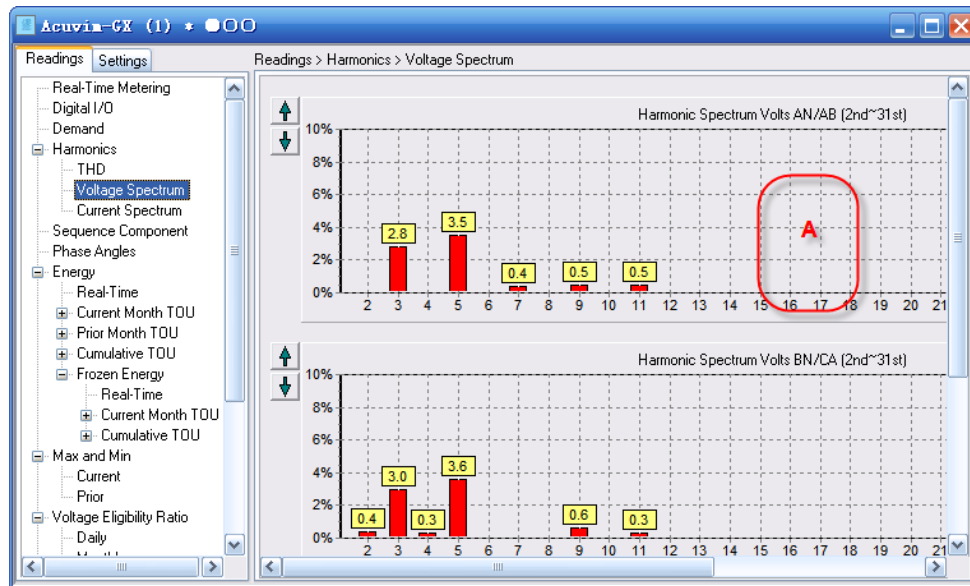 Acuvim-GX (1) *
Readings Settings
Real-Time Metering
Digital I/O
Demand
Harmonics
THD
Voltage Spectrum
Current Spectrum
Sequence Component
Phase Angles
Energy
Real-Time
Current Month TOU
Prior Month TOU
Cumulative TOU
Frozen Energy
Real-Time
Current Month TOU
Cumulative TOU
Max and Min
Current
Prior
Voltage Eligibility Ratio
Daily
Readings > Harmonics > Voltage Spectrum
Harmonic Spectrum Volts AN/AB (2nd~31st)
10%
8%
6%
4%
2%
0%
2.8
3.5
0.4
0.5
0.5
A
2 3 4 5 6 7 8 9 10 11 12 13 14 15 16 17 18 19 20 21
Harmonic Spectrum Volts BN/CA (2nd~31st)
10%
8%
6%
4%
2%
0%
0.4
3.0
0.3
3.6
0.6
0.3
2 3 4 5 6 7 8 9 10 11 12 13 14 15 16 17 18 19 20 21